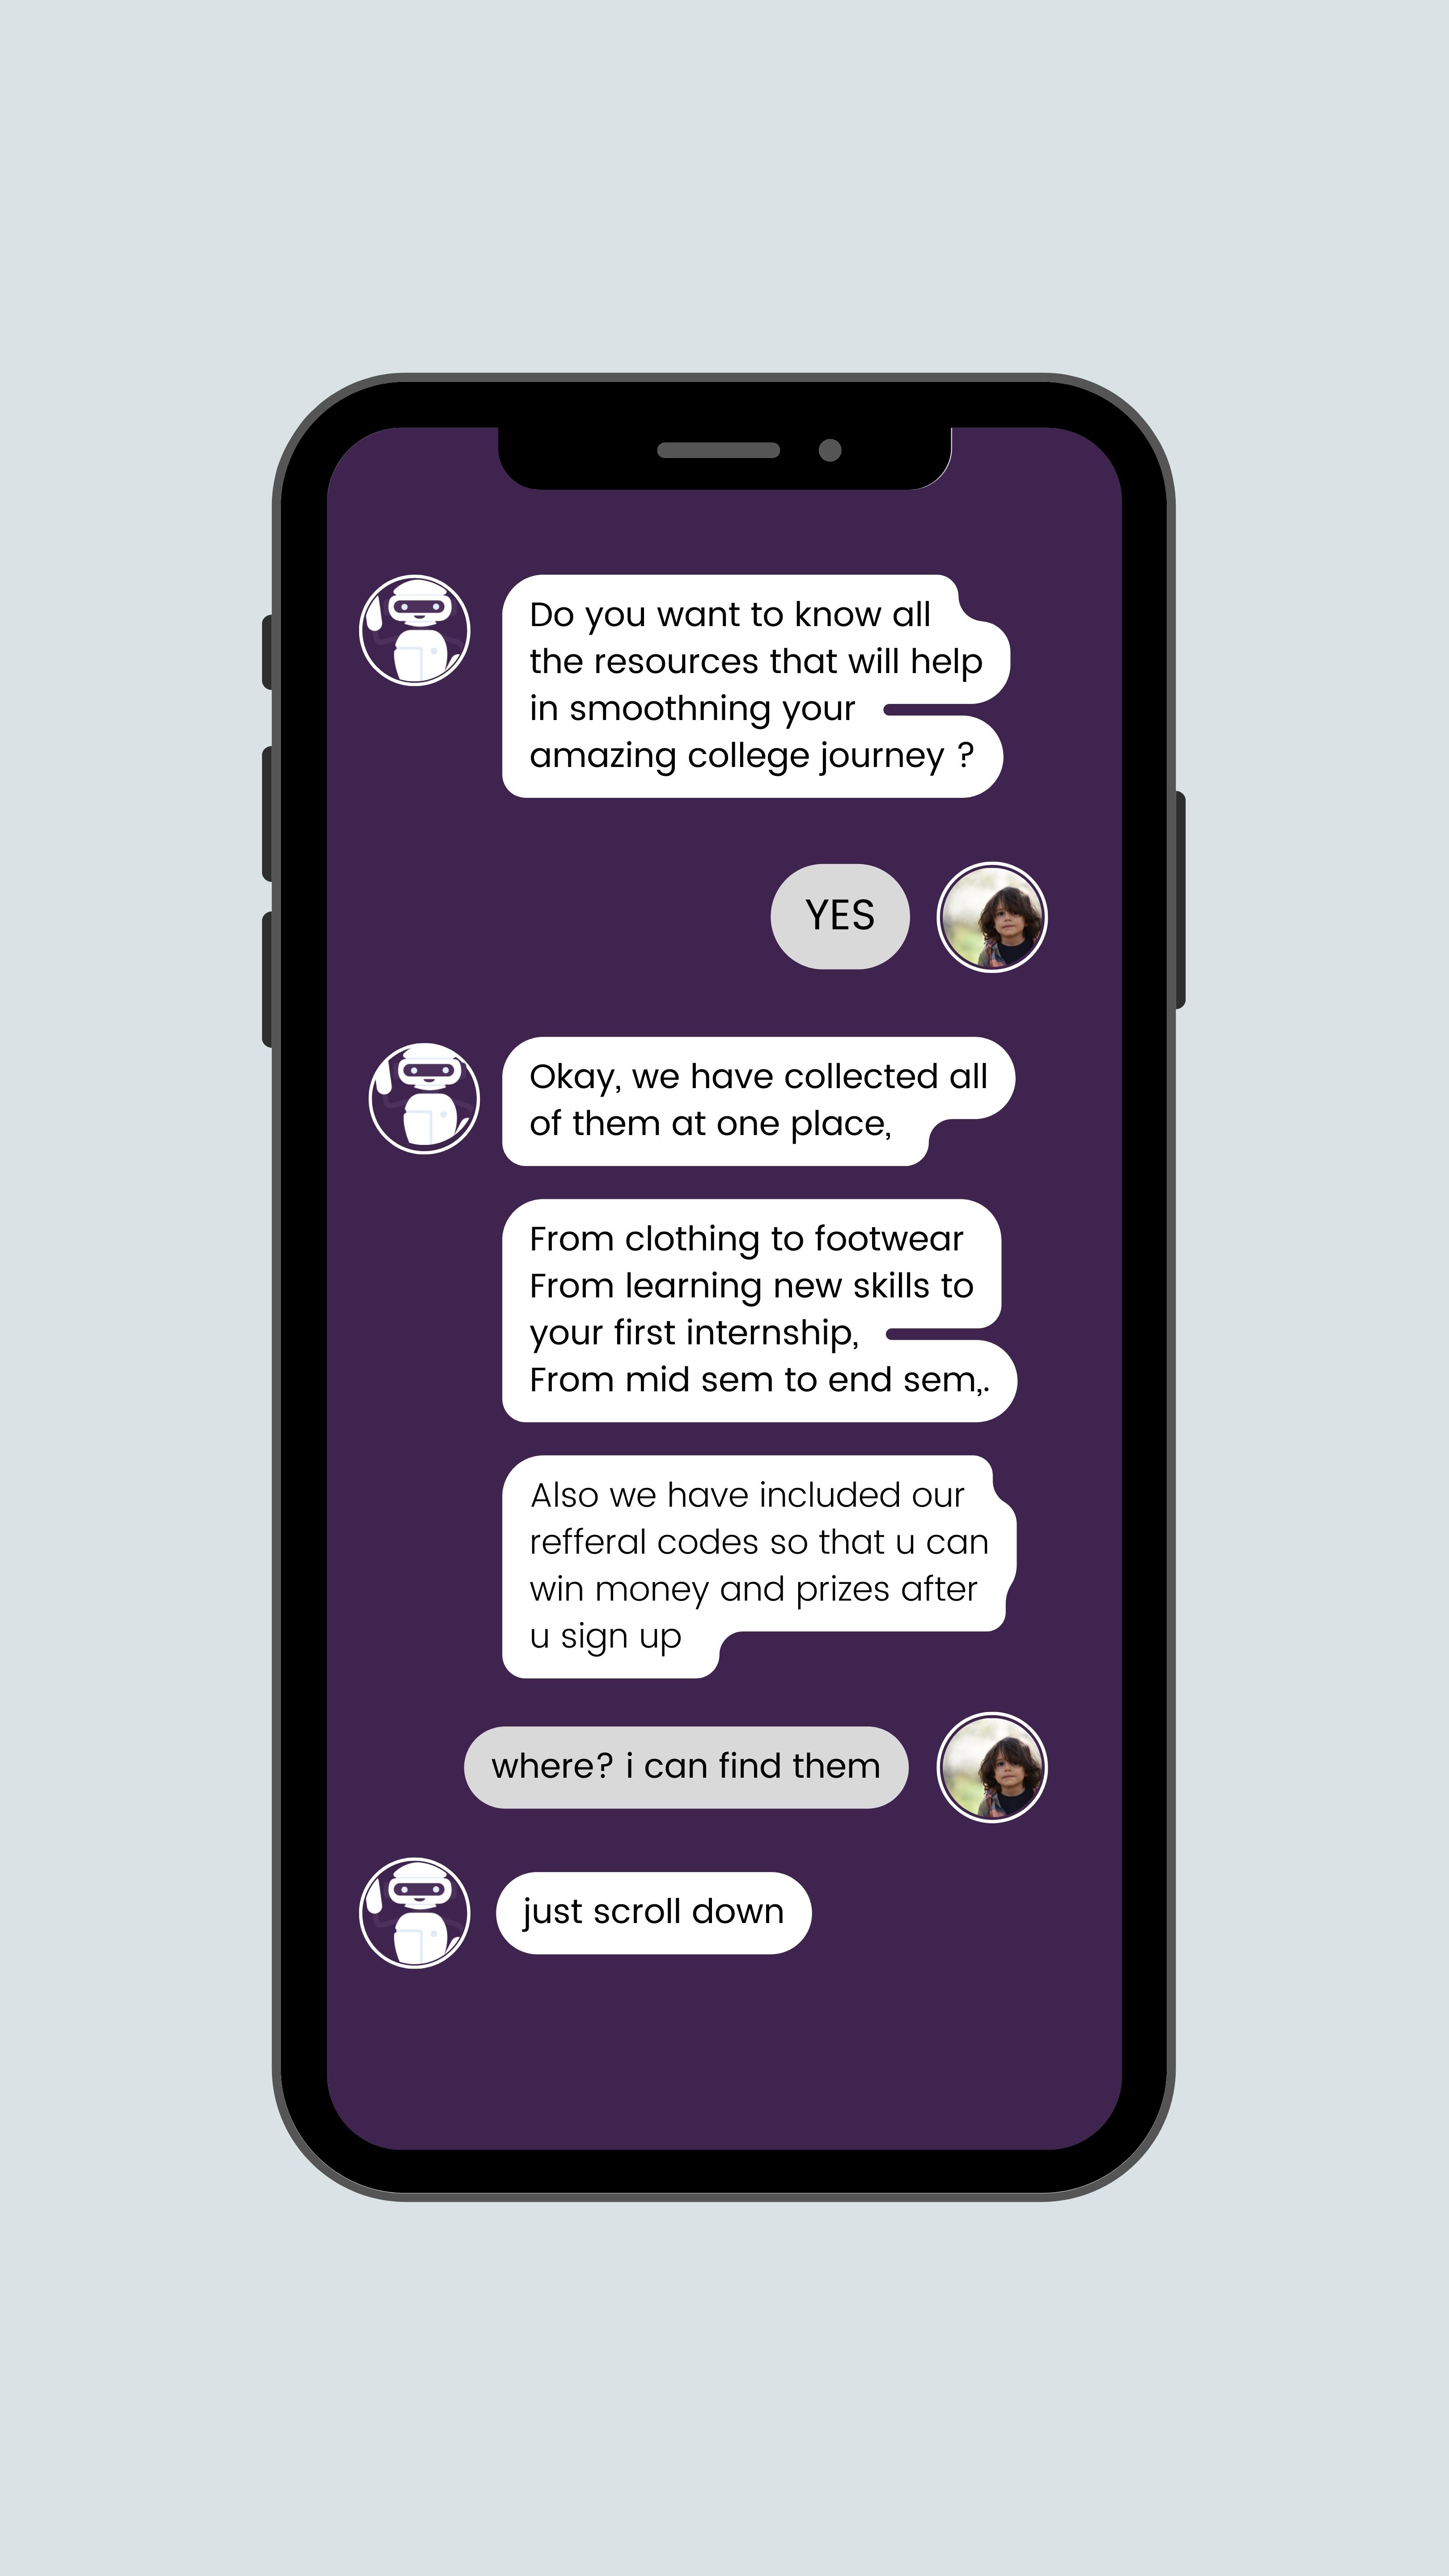 Do you want to know all
the resources that will help
in smoothning your
amazing college journey ?
YES
Okay, we have collected all
of them at one place,
From clothing to footwear
From learning new skills to
your first internship,
From mid sem to end sem,.
Also we have included our
refferal codes so that u can
win money and prizes after
u sign up
where? i can find them
just scroll down